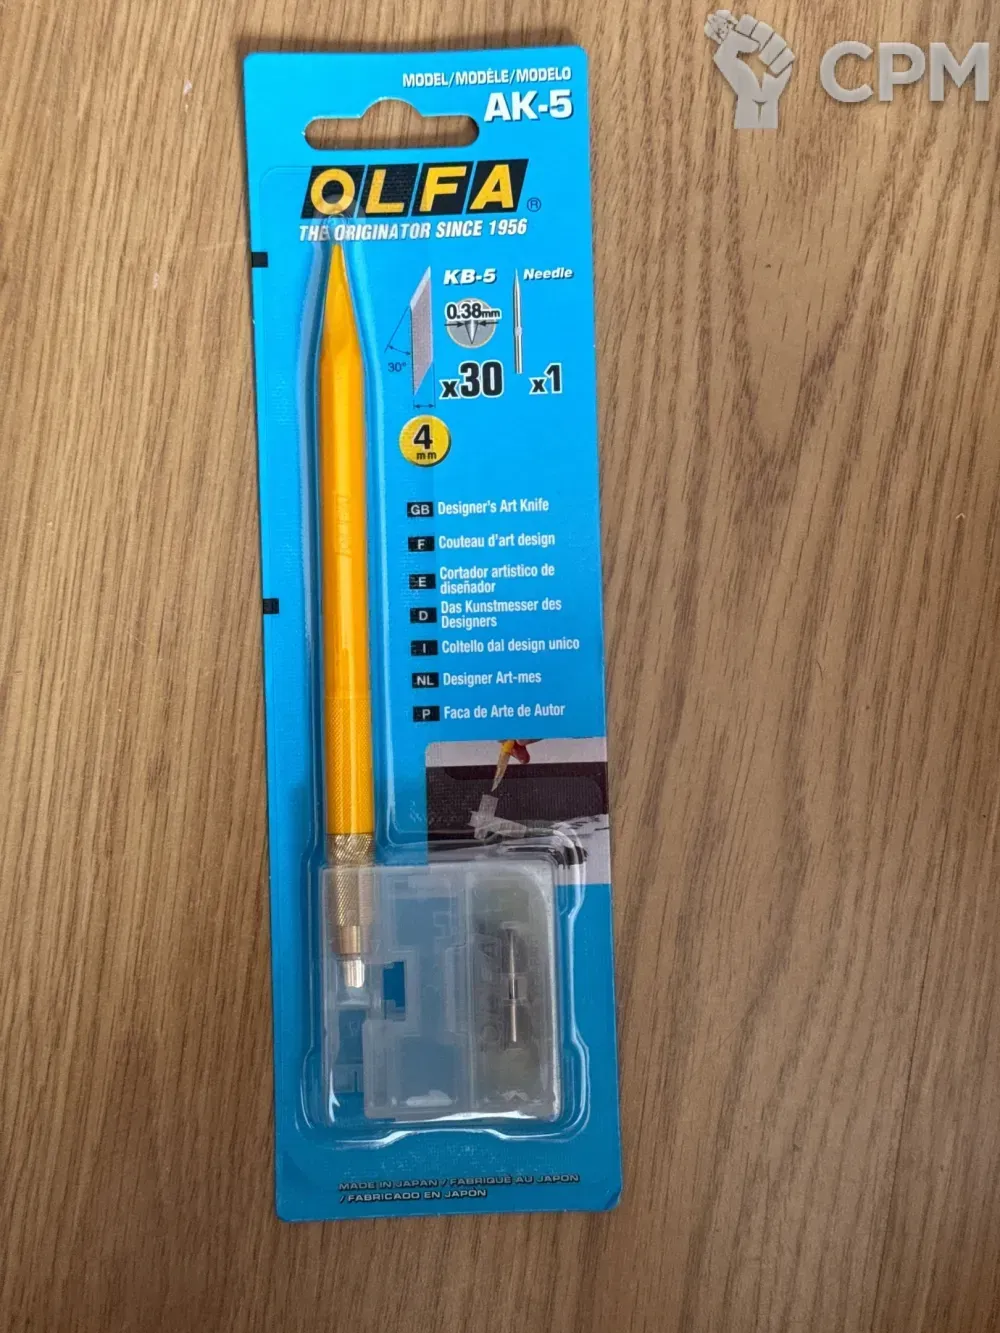 CPM
MODEL/MODÈLE/MODELO
AK-5
OLFA®
THE ORIGINATOR SINCE 1956
KB-5
Needle
0.38mm
30°
x30
x1
4
mm
GB Designer's Art Knife
F Couteau d'art design
E Cortador artístico de
diseñador
D Das Kunstmesser des
Designers
I Coltello dal design unico
NL Designer Art-mes
P Faca de Arte de Autor
OLFA
MADE IN JAPAN / FABRIQUÉ AU JAPON
/ FABRICADO EN JAPÓN